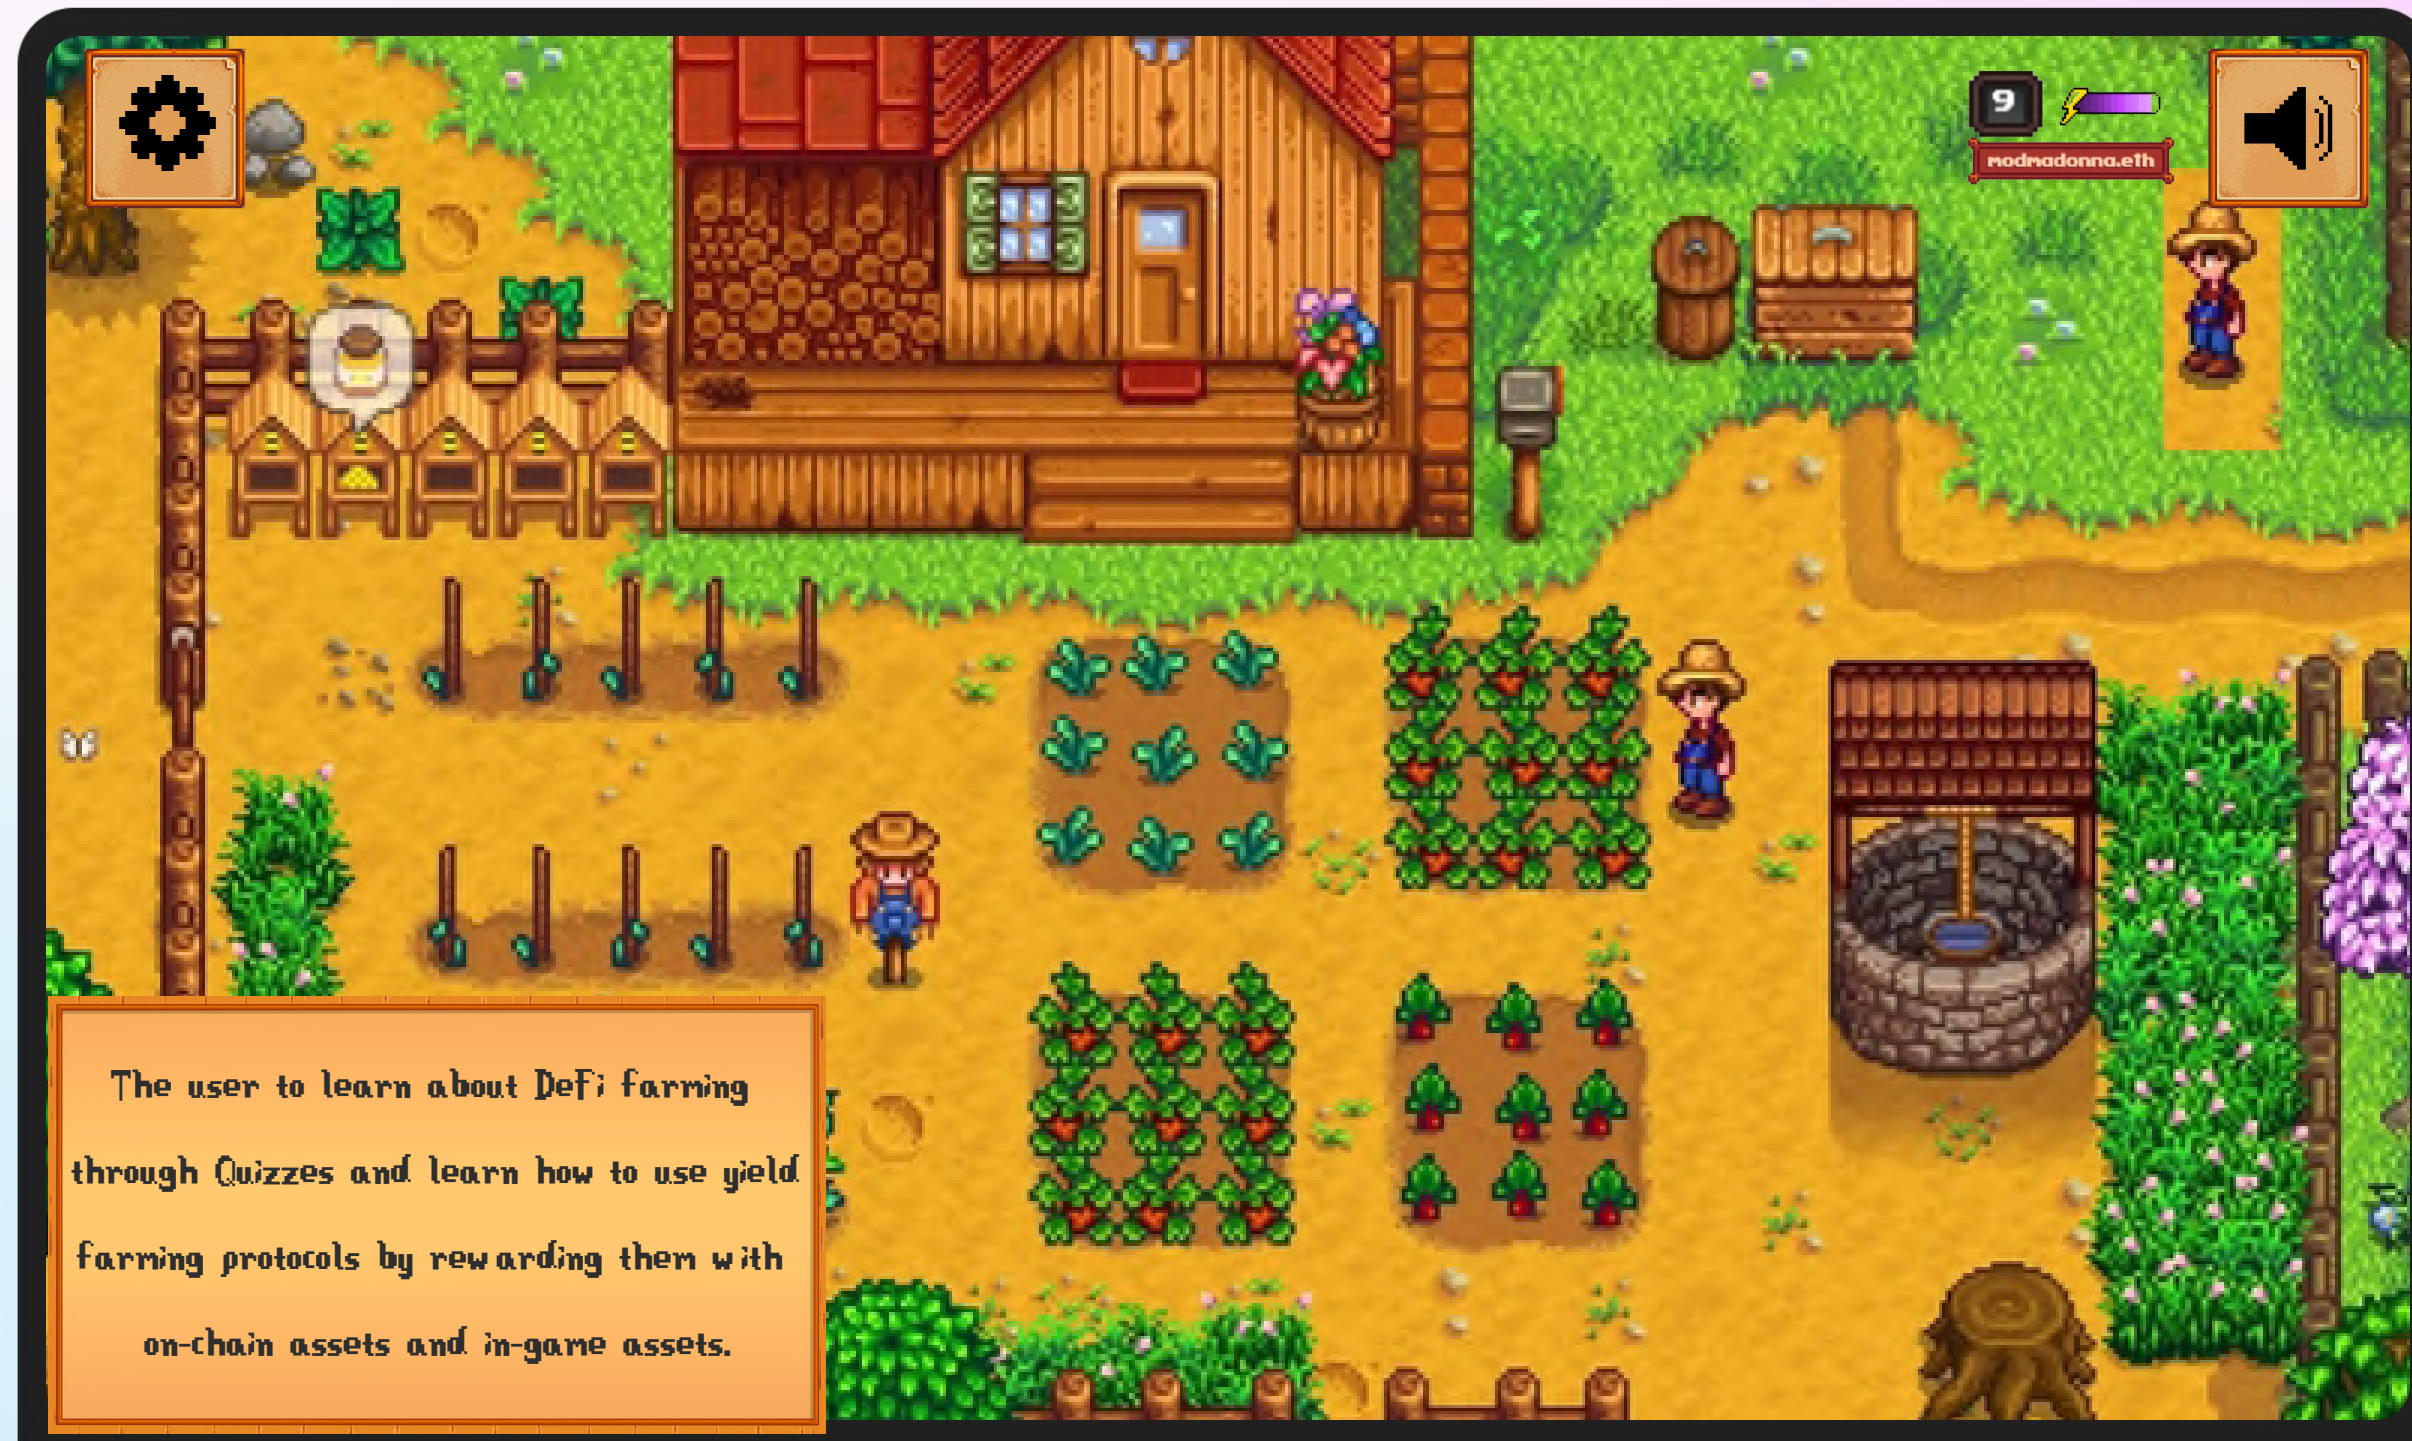 9
modmadonna.eth
The user to learn about DeFi farming
through Quizzes and learn how to use yield
farming protocols by rewarding them with
on-chain assets and in-game assets.